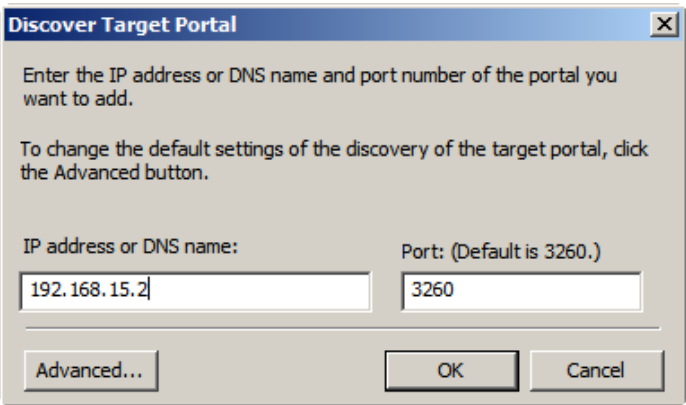 Discover Target Portal
Enter the IP address or DNS name and port number of the portal you
want to add.
To change the default settings of the discovery of the target portal, click
the Advanced button.
IP address or DNS name:
Port: (Default is 3260.)
192.168.15.2
3260
Advanced...
OK
Cancel